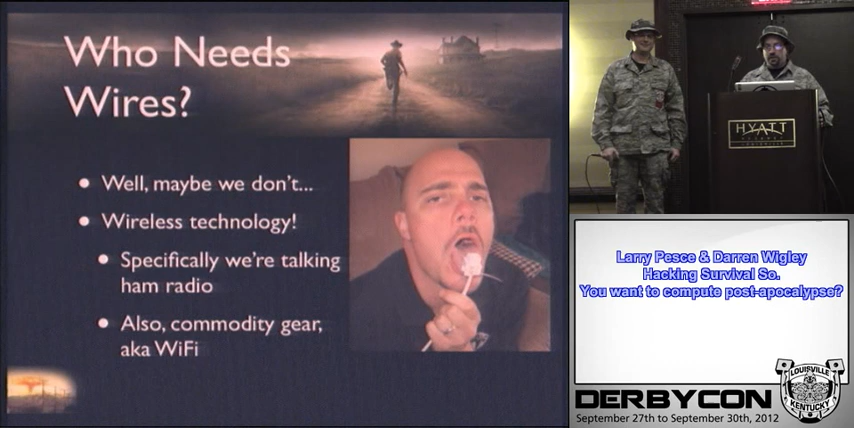 Who Needs
Wires?
Well, maybe we don't...
Wireless technology!
Specifically we're talking
ham radio
Also, commodity gear,
aka WiFi
HYATT
Larry Pesce & Darren Wigley
Hacking Survival So.
You want to compute post-apocalypse?
DERBYCON
September 27th to September 30th, 2012
LOUISVILLE
KENTUCKY